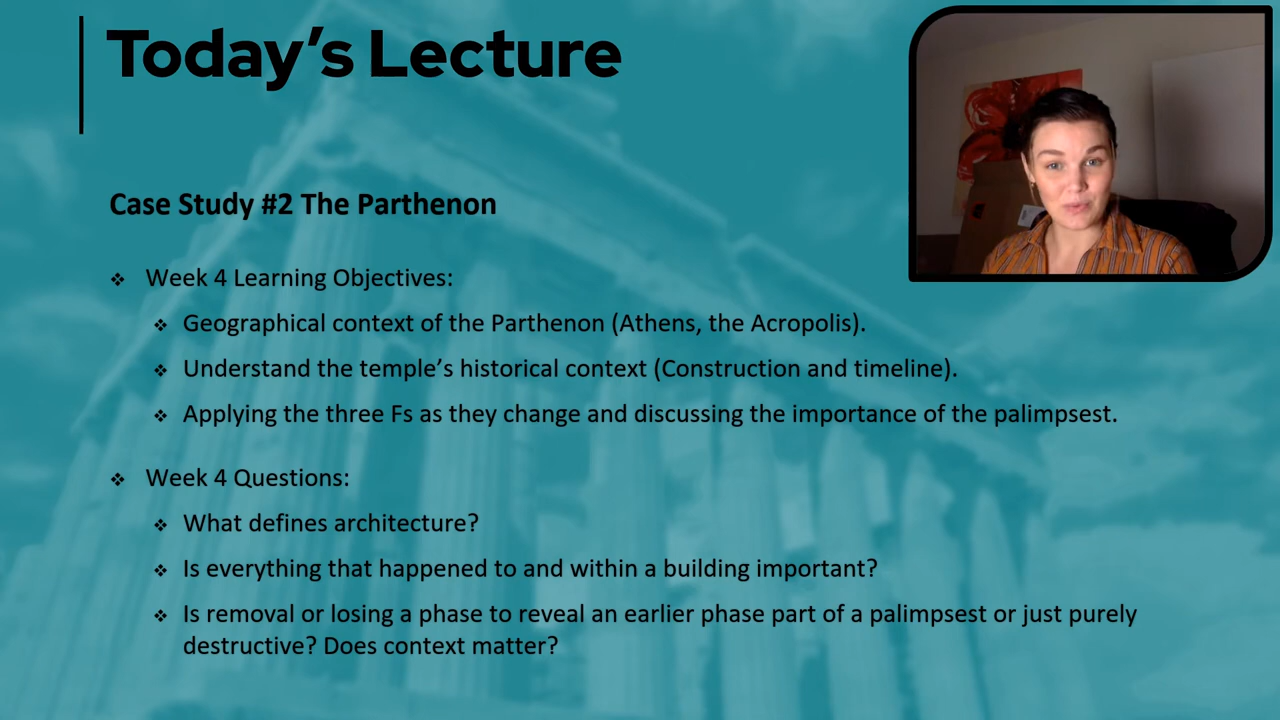 Today's Lecture
Case Study #2 The Parthenon
❖ Week 4 Learning Objectives:
❖ Geographical context of the Parthenon (Athens, the Acropolis).
❖ Understand the temple's historical context (Construction and timeline).
❖ Applying the three Fs as they change and discussing the importance of the palimpsest.
❖ Week 4 Questions:
❖ What defines architecture?
❖ Is everything that happened to and within a building important?
❖ Is removal or losing a phase to reveal an earlier phase part of a palimpsest or just purely
destructive? Does context matter?